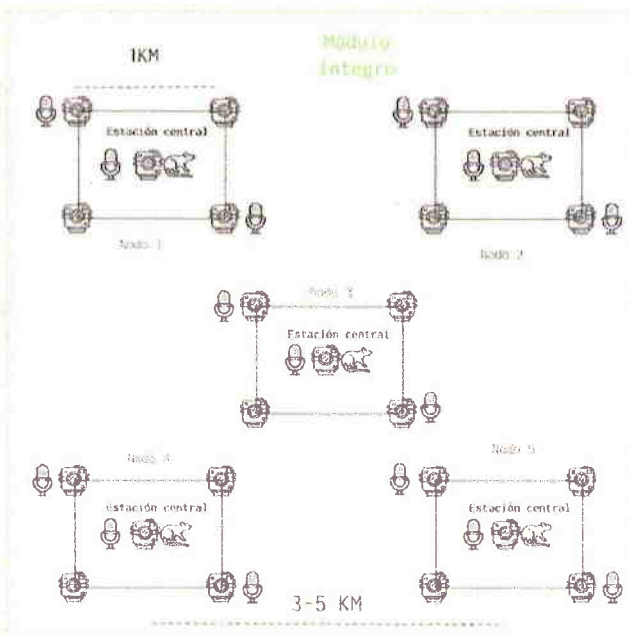 1KM
Módulo
íntegro
Estación central
Estación central
Nodo 1
Nodo 2
Nodo 3
Estación central
Nodo 4
Nodo 5
Estación central
Estación central
3-5 KM